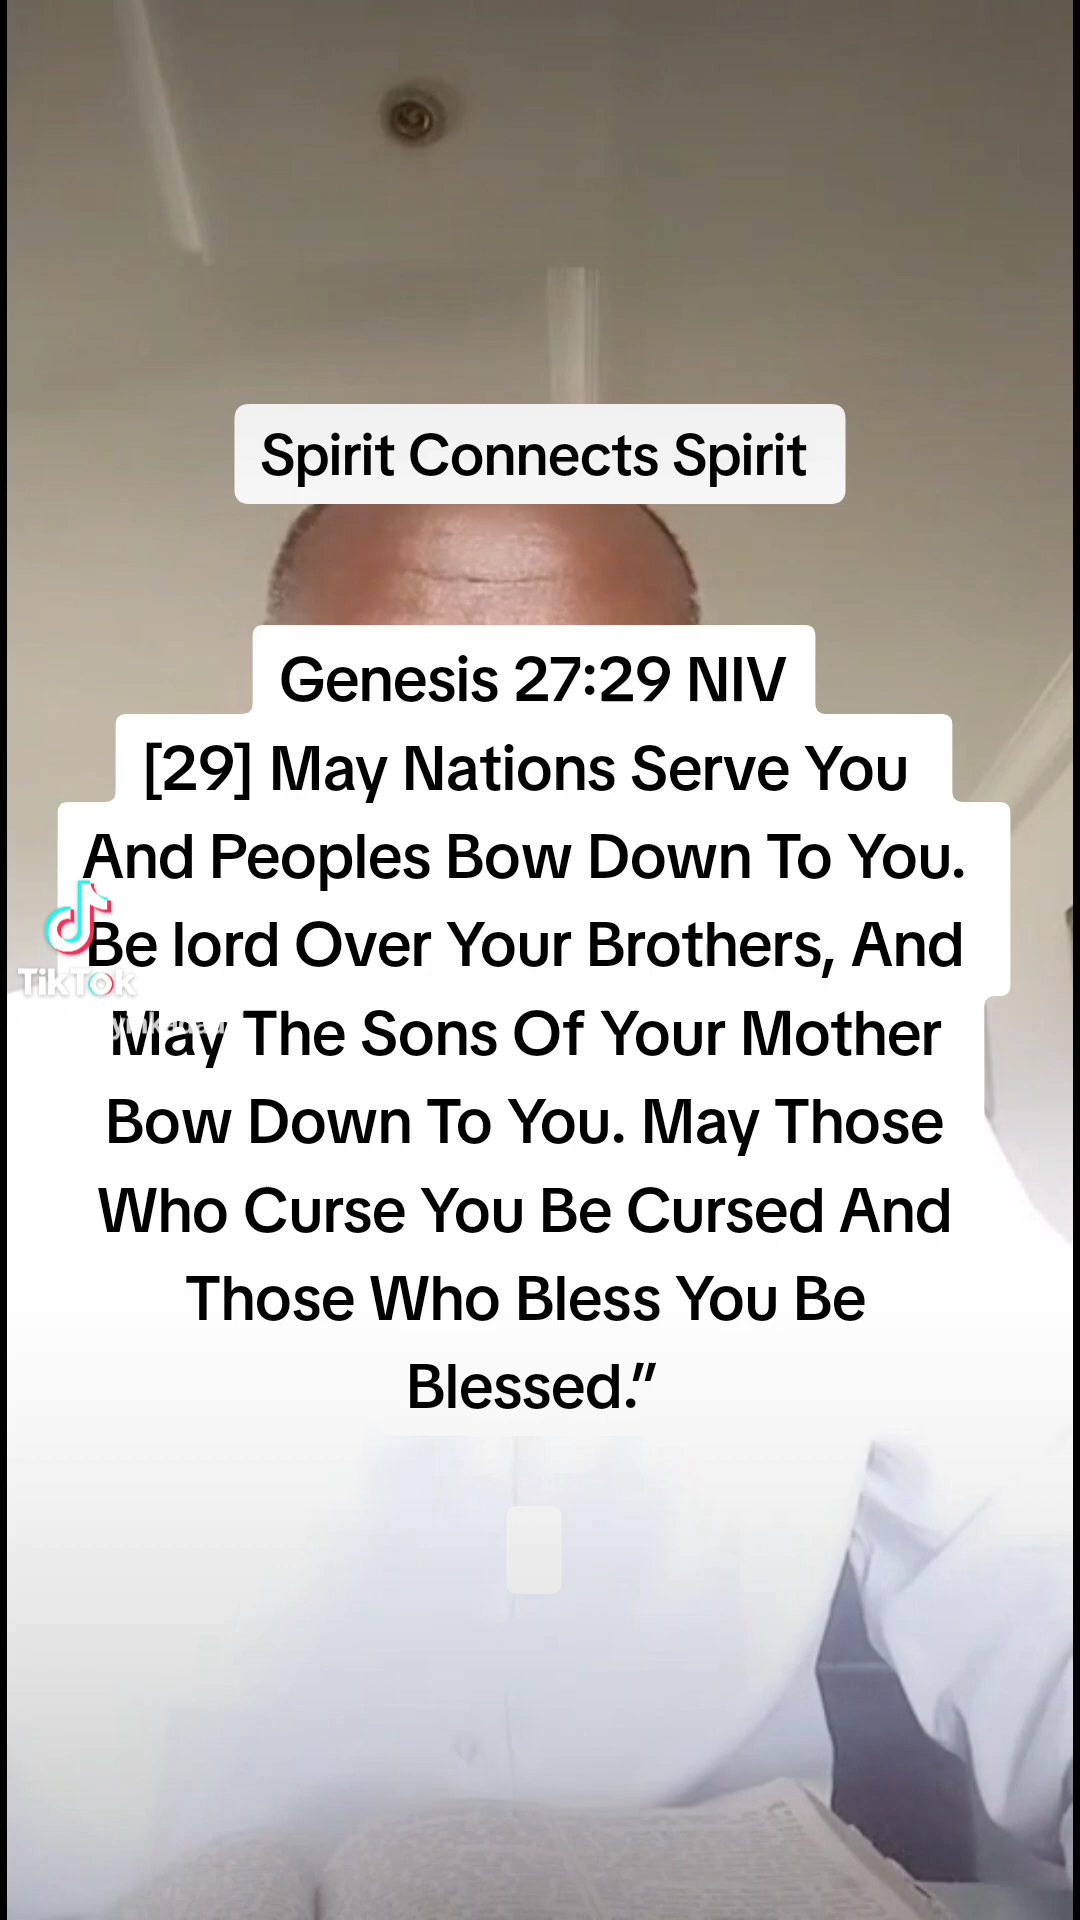 Spirit Connects Spirit
Genesis 27:29 NIV
[29] May Nations Serve You
And Peoples Bow Down To You.
Be lord Over Your Brothers, And
May The Sons Of Your Mother
Bow Down To You. May Those
Who Curse You Be Cursed And
Those Who Bless You Be
Blessed.”
TikTok